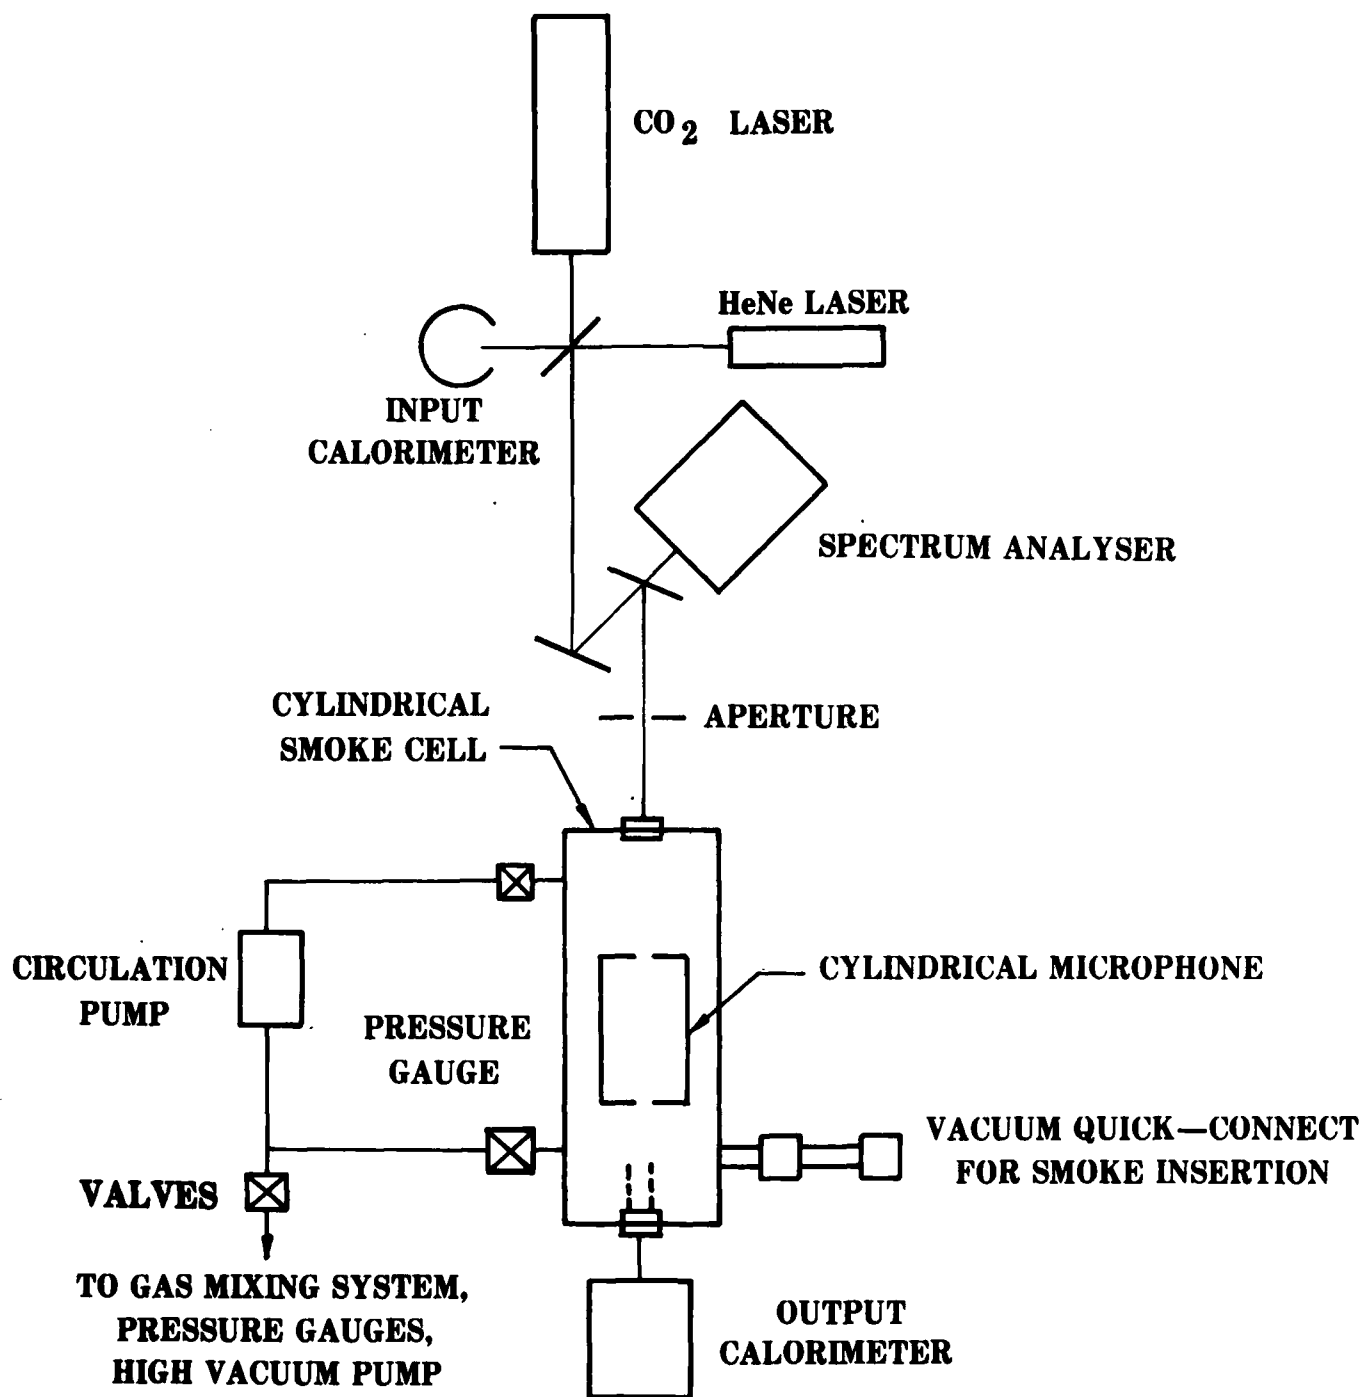 CO2 LASER
HeNe LASER
INPUT
CALORIMETER
SPECTRUM ANALYSER
CYLINDRICAL
SMOKE CELL
APERTURE
CIRCULATION
PUMP
PRESSURE
GAUGE
CYLINDRICAL MICROPHONE
VACUUM QUICK—CONNECT
FOR SMOKE INSERTION
VALVES
TO GAS MIXING SYSTEM,
PRESSURE GAUGES,
HIGH VACUUM PUMP
OUTPUT
CALORIMETER